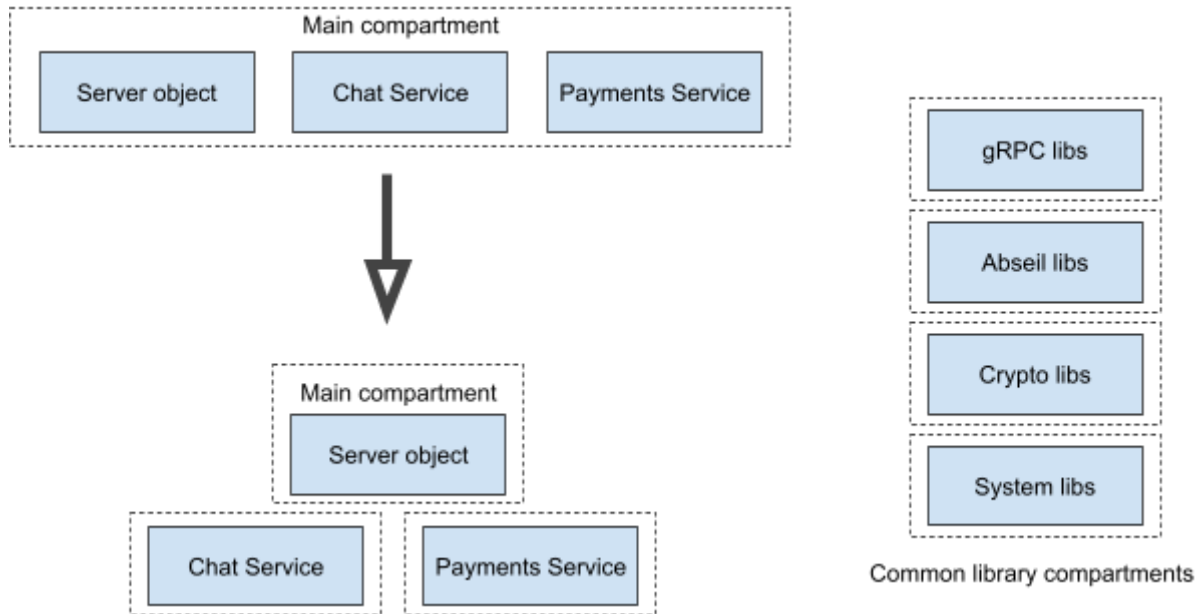 Main compartment
Server object
Chat Service
Payments Service
Main compartment
Server object
Chat Service
Payments Service
gRPC libs
Abseil libs
Crypto libs
System libs
Common library compartments